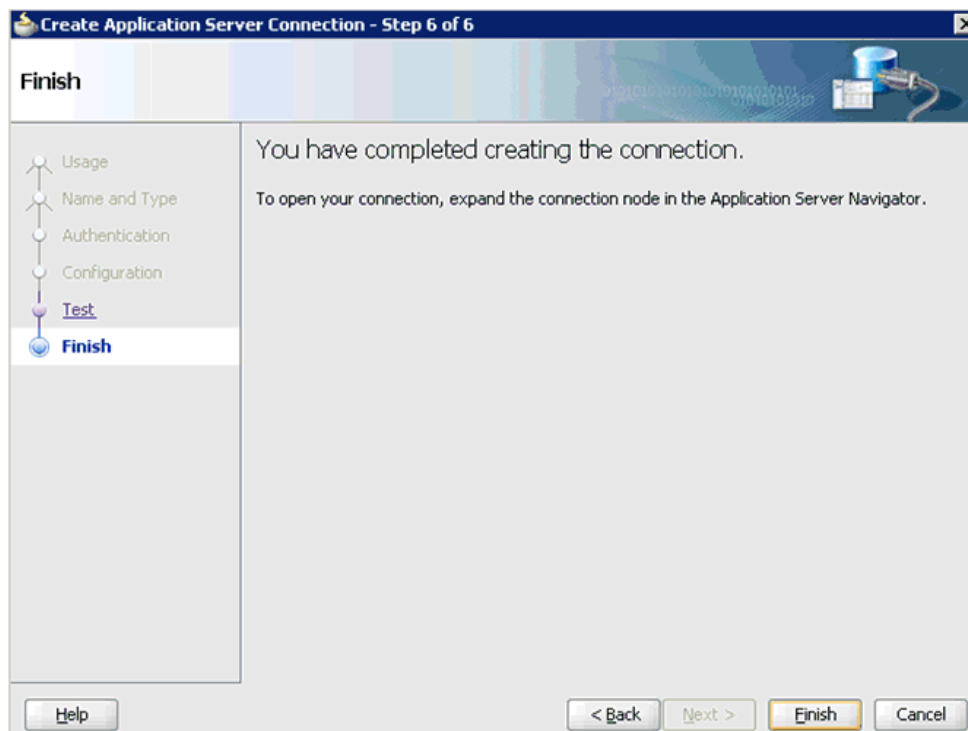 Create Application Server Connection - Step 6 of 6
Finish
Usage
Name and Type
Authentication
Configuration
Test
Finish
You have completed creating the connection.
To open your connection, expand the connection node in the Application Server Navigator.
Help
< Back
Next >
Finish
Cancel